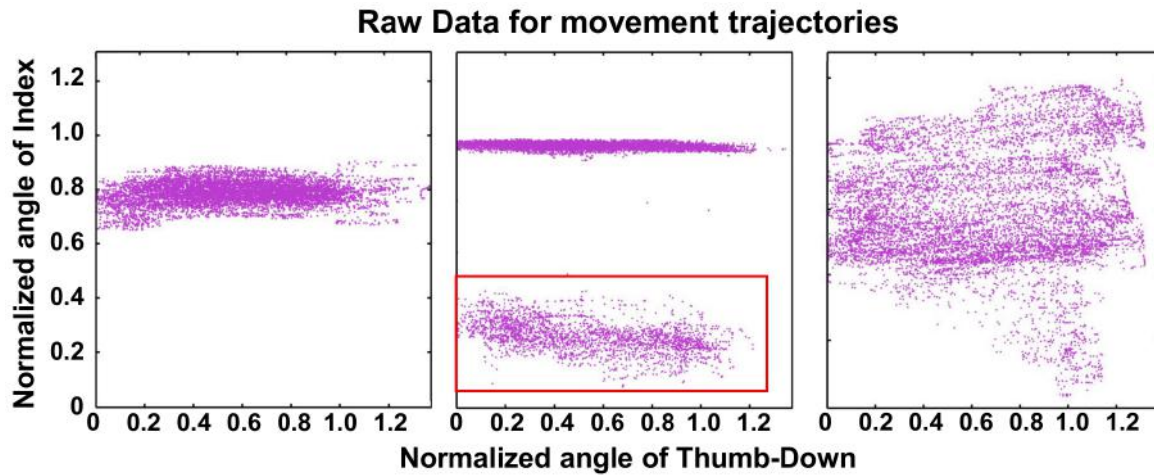 Raw Data for movement trajectories
Normalized angle of Index
1.2
1.0
0.8
0.6
0.4
0.2
0
0 0.2 0.4 0.6 0.8 1.0 1.2
0 0.2 0.4 0.6 0.8 1.0 1.2
0 0.2 0.4 0.6 0.8 1.0 1.2
Normalized angle of Thumb-Down